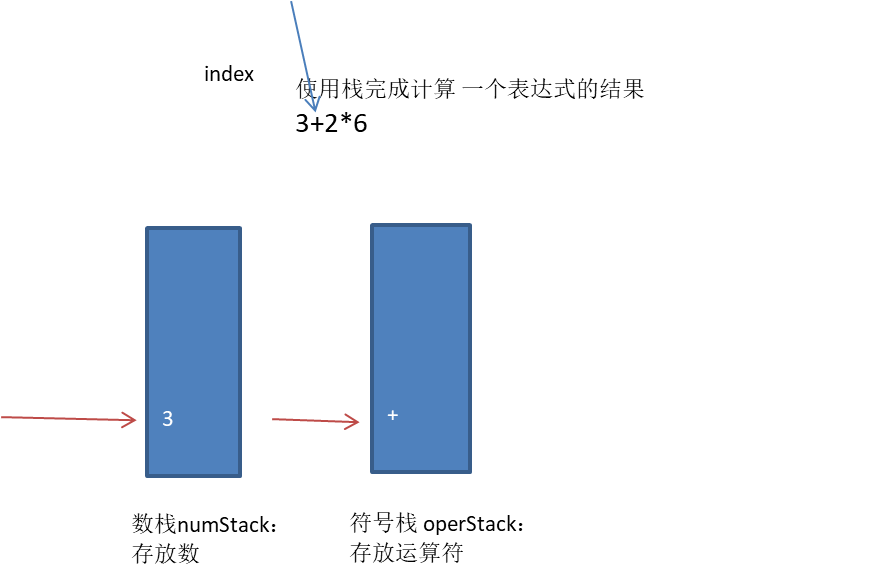 index
使用栈完成计算 一个表达式的结果
3+2*6
3
+
数栈numStack：
存放数
符号栈 operStack：
存放运算符